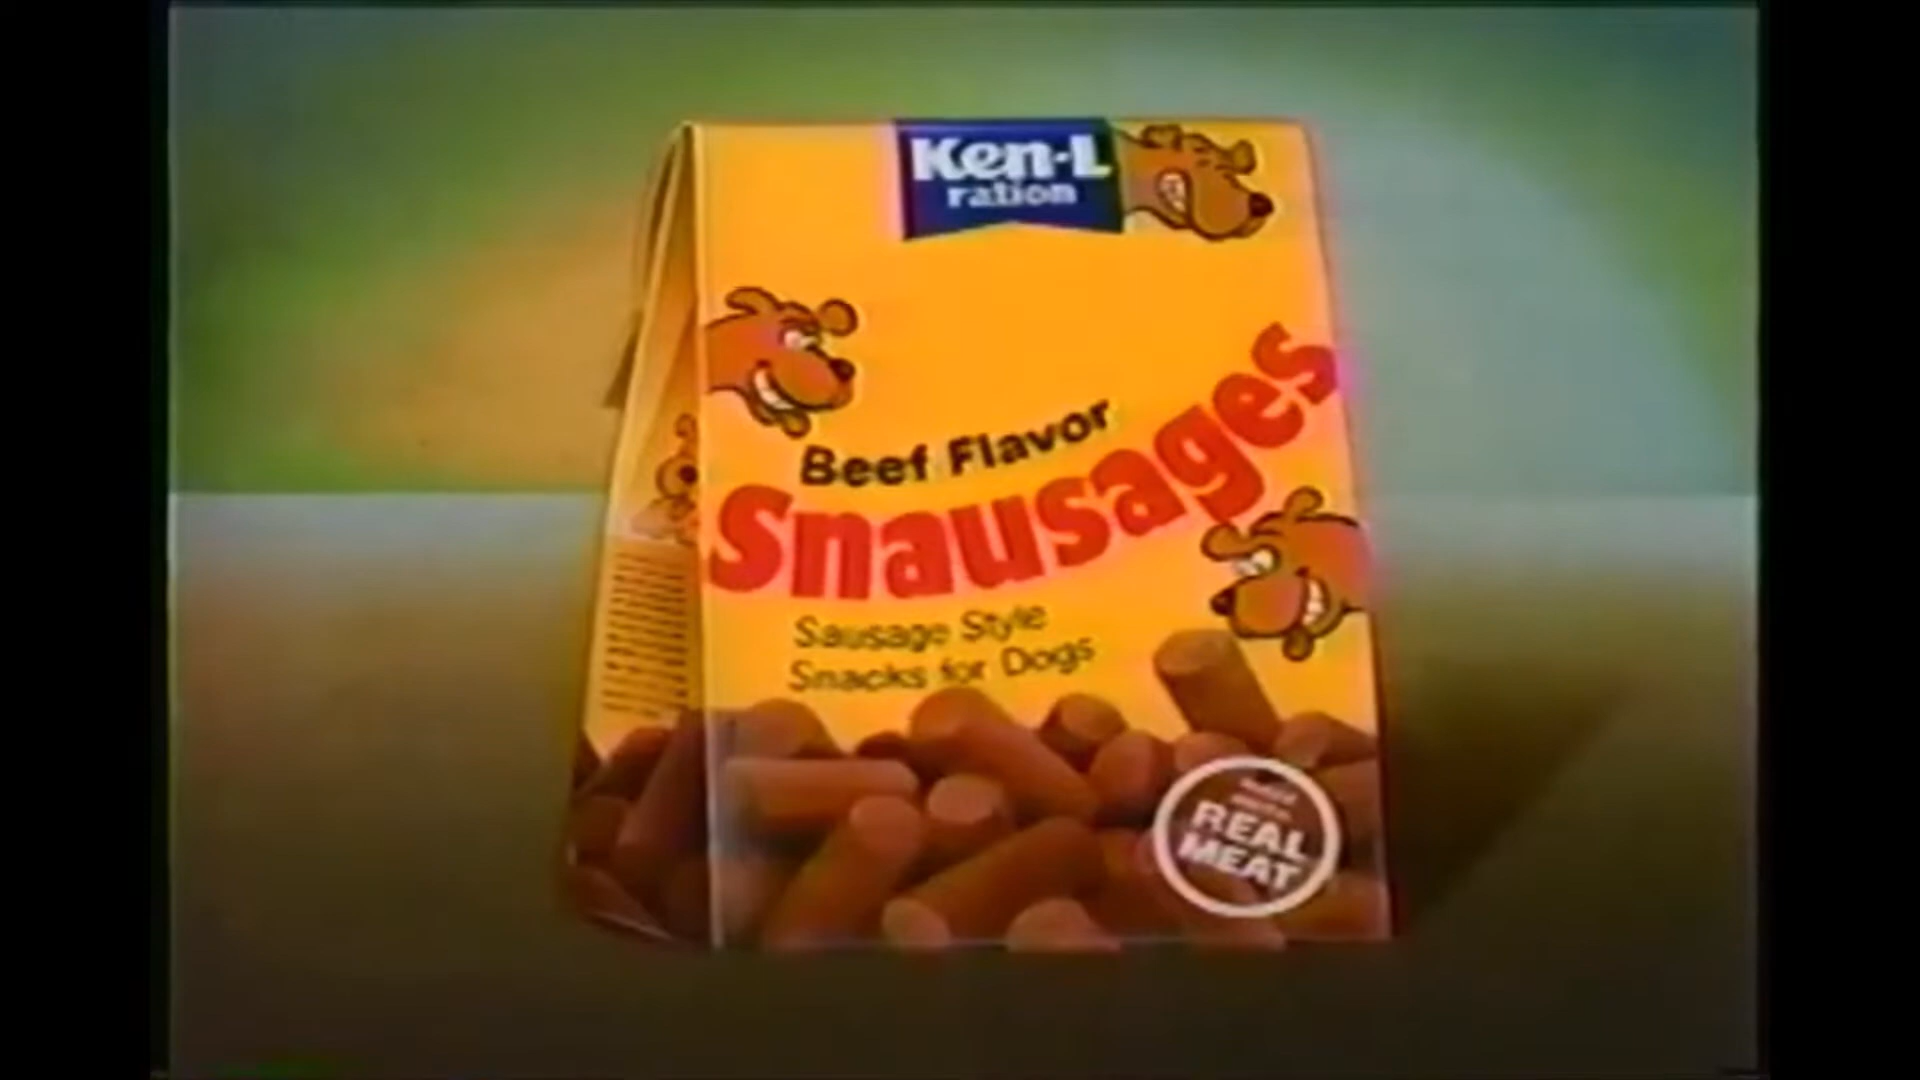 Ken-L
ration
Beef Flavor
Snausages
Sausage Style
Snacks for Dogs
REAL
MEAT